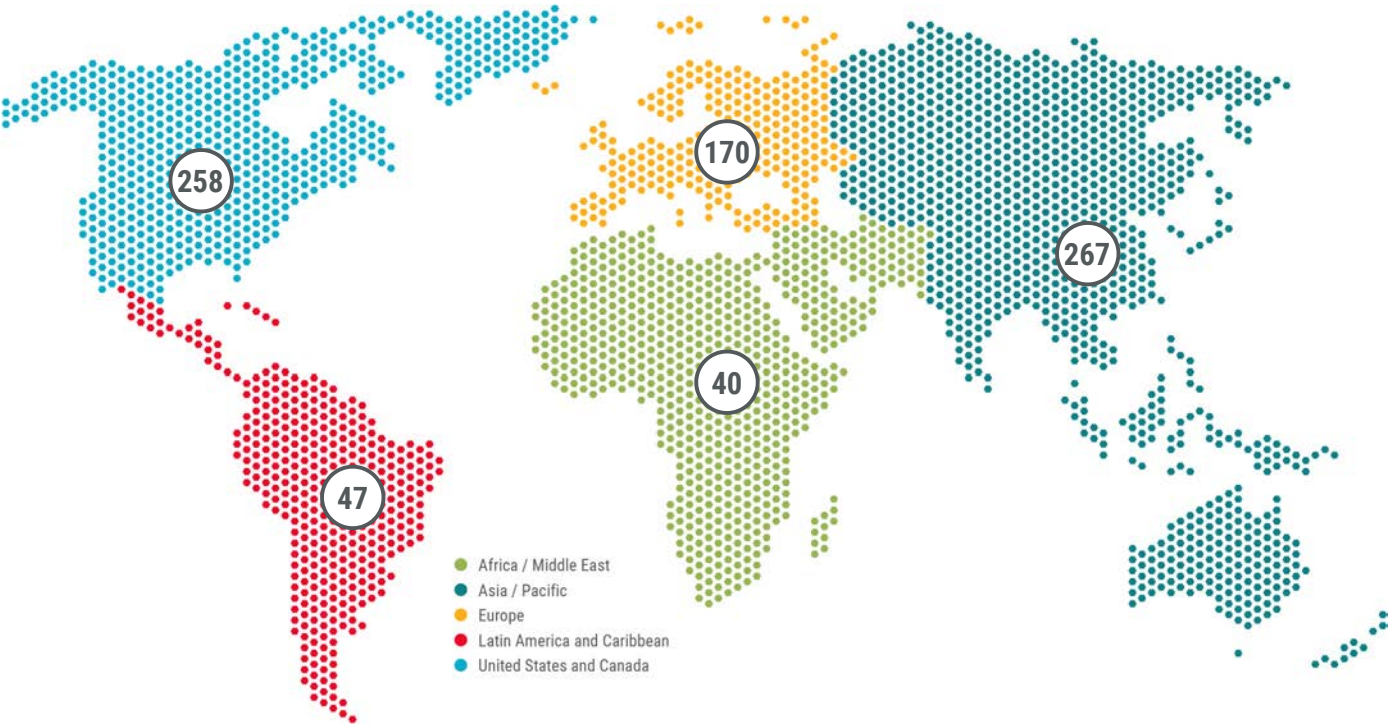 170
258
267
40
47
Africa / Middle East
Asia / Pacific
Europe
Latin America and Caribbean
United States and Canada